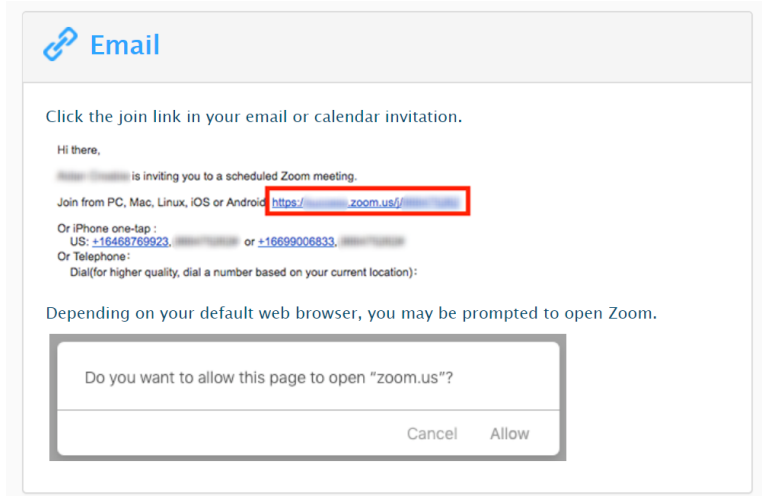 Email
Click the join link in your email or calendar invitation.
Hi there,
is inviting you to a scheduled Zoom meeting.
Join from PC, Mac, Linux, iOS or Android: https:/ .zoom.us/j/
Or iPhone one-tap :
US: +16468769923, or +16699006833,
Or Telephone:
Dial(for higher quality, dial a number based on your current location):
Depending on your default web browser, you may be prompted to open Zoom.
Do you want to allow this page to open “zoom.us”?
Cancel Allow